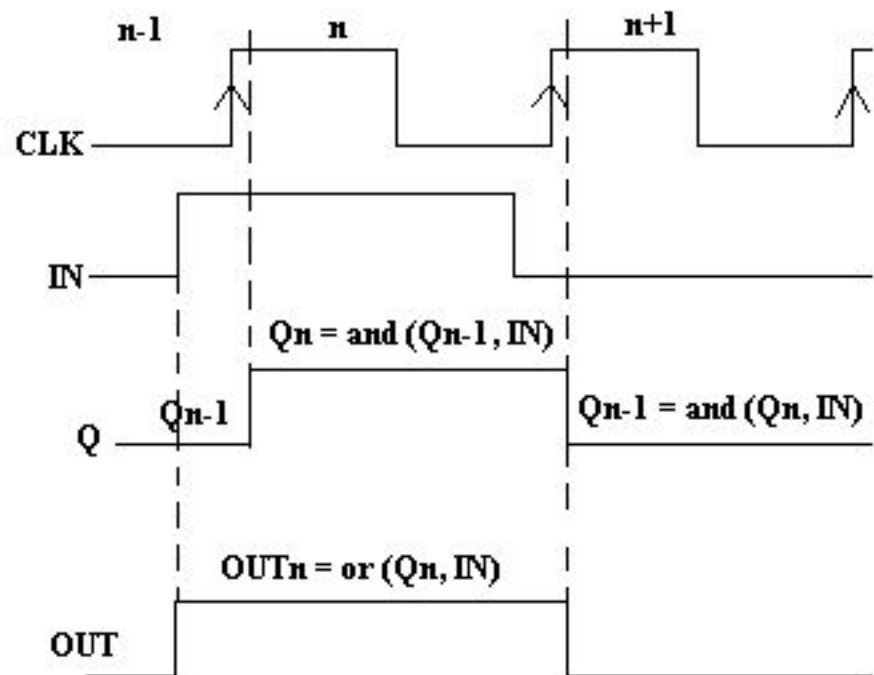 n-1 n n+1
CLK
IN
Qn = and (Qn-1, IN)
Qn-1
Qn-1 = and (Qn, IN)
Q
OUTn = or (Qn, IN)
OUT